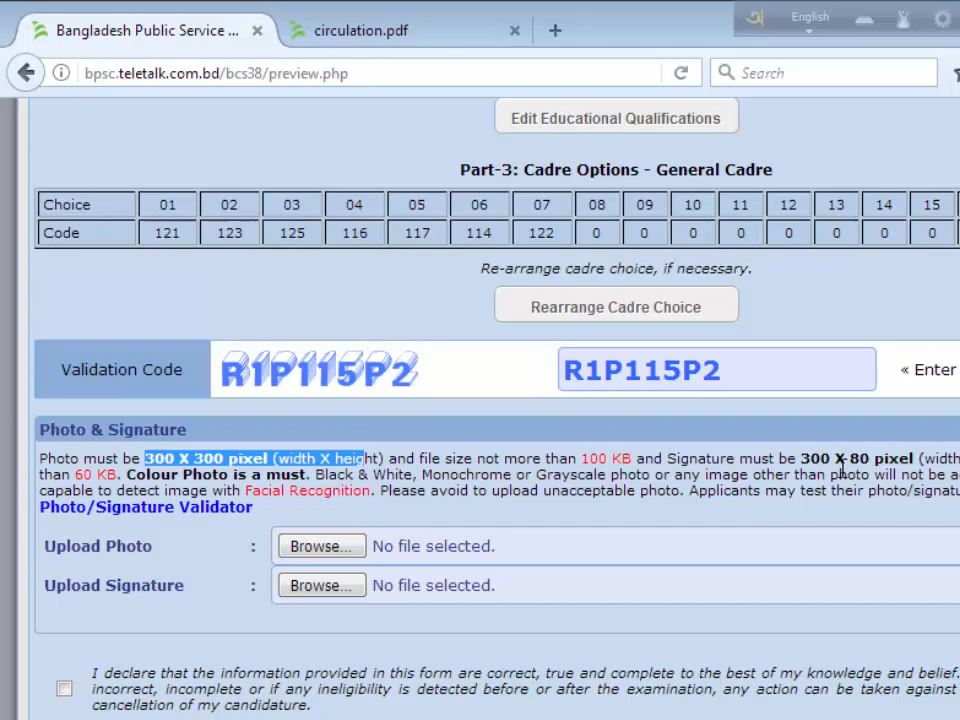 Bangladesh Public Service ...
circulation.pdf
English
bpsc.teletalk.com.bd/bcs38/preview.php
Search
Edit Educational Qualifications
Part-3: Cadre Options - General Cadre
Choice 01 02 03 04 05 06 07 08 09 10 11 12 13 14 15
Code 121 123 125 116 117 114 122 0 0 0 0 0 0 0 0
Re-arrange cadre choice, if necessary.
Rearrange Cadre Choice
Validation Code R1P115P2 R1P115P2 « Enter
Photo & Signature
Photo must be 300 X 300 pixel (width X height) and file size not more than 100 KB and Signature must be 300 X 80 pixel (width
than 60 KB. Colour Photo is a must. Black & White, Monochrome or Grayscale photo or any image other than photo will not be a
capable to detect image with Facial Recognition. Please avoid to upload unacceptable photo. Applicants may test their photo/signatu
Photo/Signature Validator
Upload Photo : Browse... No file selected.
Upload Signature : Browse... No file selected.
I declare that the information provided in this form are correct, true and complete to the best of my knowledge and belief.
incorrect, incomplete or if any ineligibility is detected before or after the examination, any action can be taken against
cancellation of my candidature.